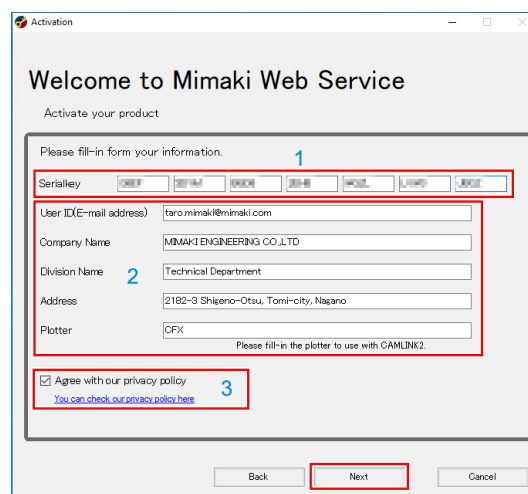 Activation
Welcome to Mimaki Web Service
Activate your product
Please fill-in form your information.
1
Serialkey
User ID(E-mail address) taro.mimaki@mimaki.com
Company Name MIMAKI ENGINEERING CO.,LTD
Division Name 2 Technical Department
Address 2182-3 Shigeno-Otsu, Tomi-city, Nagano
Plotter CFX
Please fill-in the plotter to use with CAMLINK2.
Agree with our privacy policy 3
You can check our privacy policy here
Back Next Cancel